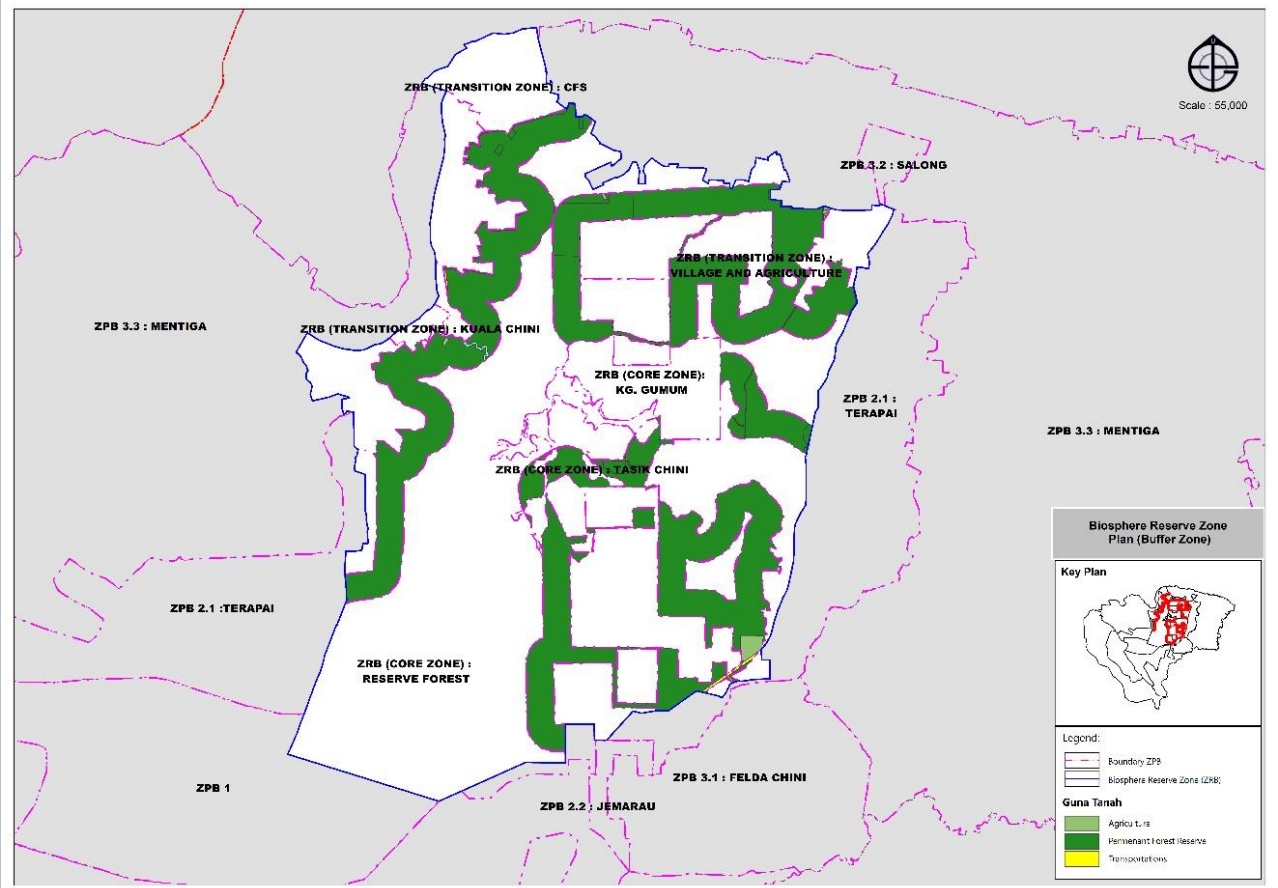 Scale : 55,000
ZRB (TRANSITION ZONE) : CFS
ZPB 3.2 : SALONG
ZRB (TRANSITION ZONE) :
VILLAGE AND AGRICULTURE
ZPB 3.3 : MENTIGA
ZRB (TRANSITION ZONE) : KUALA CHINI
ZRB (CORE ZONE):
KG. GUMUM
ZPB 2.1 :
TERAPAI
ZPB 3.3 : MENTIGA
ZRB (CORE ZONE) : TASIK CHINI
ZPB 2.1 :TERAPAI
ZRB (CORE ZONE) :
RESERVE FOREST
ZPB 1
ZPB 3.1 : FELDA CHINI
ZPB 2.2 : JEMARAU
Biosphere Reserve Zone
Plan (Buffer Zone)
Key Plan
Legend:
Boundary ZPB
Biosphere Reserve Zone (ZRB)
Guna Tanah
Agriculture
Permenant Forest Reserve
Transportations